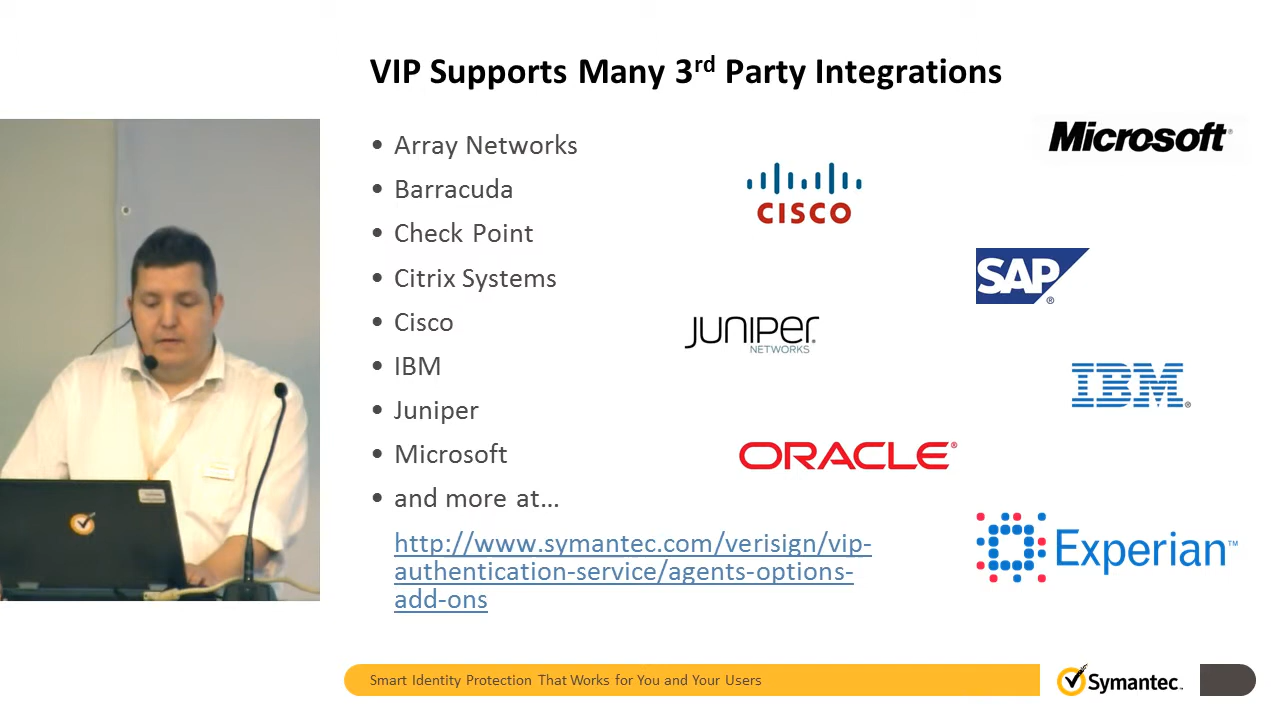 VIP Supports Many 3rd Party Integrations
• Array Networks
• Barracuda
• Check Point
• Citrix Systems
• Cisco
• IBM
• Juniper
• Microsoft
• and more at...
http://www.symantec.com/verisign/vip-
authentication-service/agents-options-
add-ons
Microsoft®
CISCO
SAP®
JUNIPER®
NETWORKS
IBM®
ORACLE®
Experian™
Smart Identity Protection That Works for You and Your Users
Symantec™